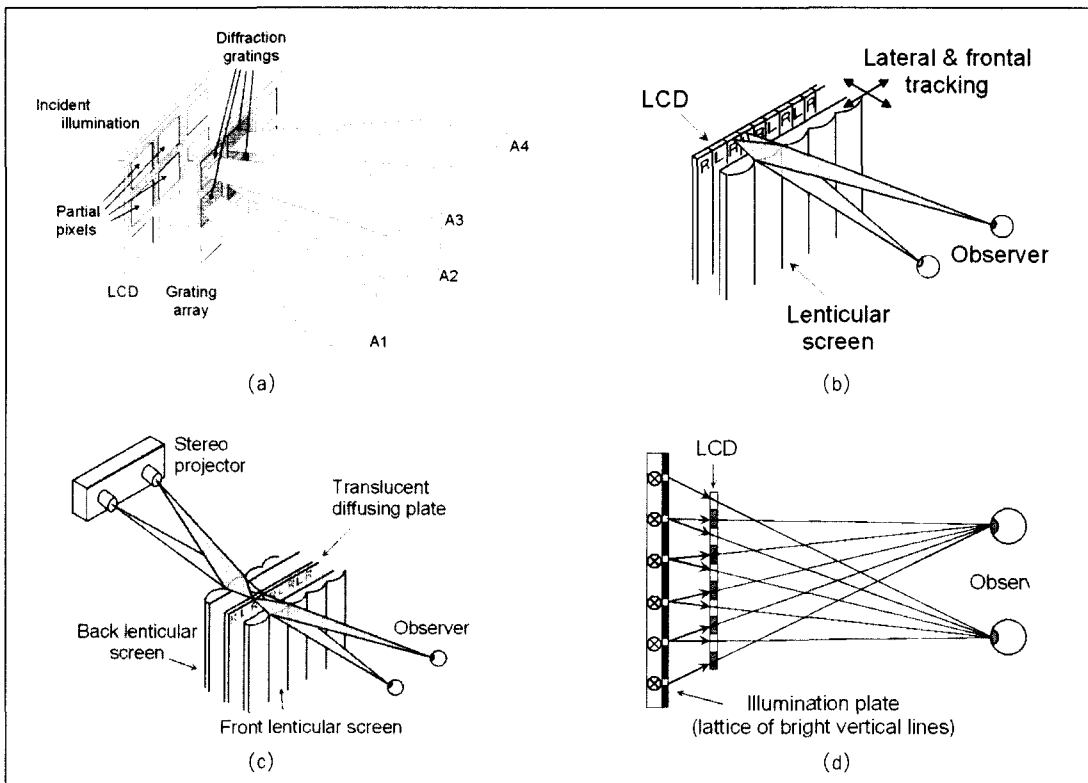 Diffraction
gratings
Incident
illumination
Partial
pixels
LCD
Grating
array
A4
A3
A2
A1
(a)
Lateral & frontal
tracking
LCD
R L R
R L R L R
Observer
Lenticular
screen
(b)
Stereo
projector
Translucent
diffusing plate
R L R
R L R
Back lenticular
screen
Observer
Front lenticular screen
(c)
LCD
Observ
Illumination plate
(lattice of bright vertical lines)
(d)